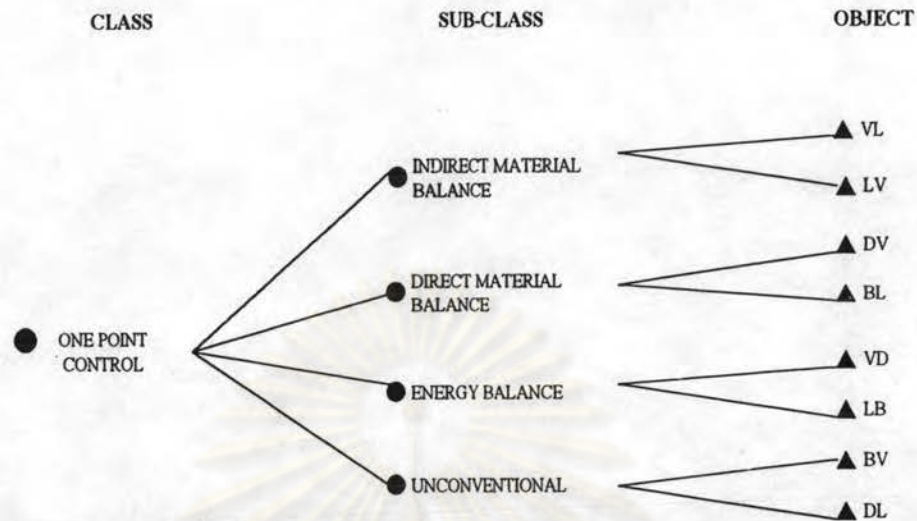 CLASS
SUB-CLASS
OBJECT
ONE POINT
CONTROL
INDIRECT MATERIAL
BALANCE
DIRECT MATERIAL
BALANCE
ENERGY BALANCE
UNCONVENTIONAL
VL
LV
DV
BL
VD
LB
BV
DL